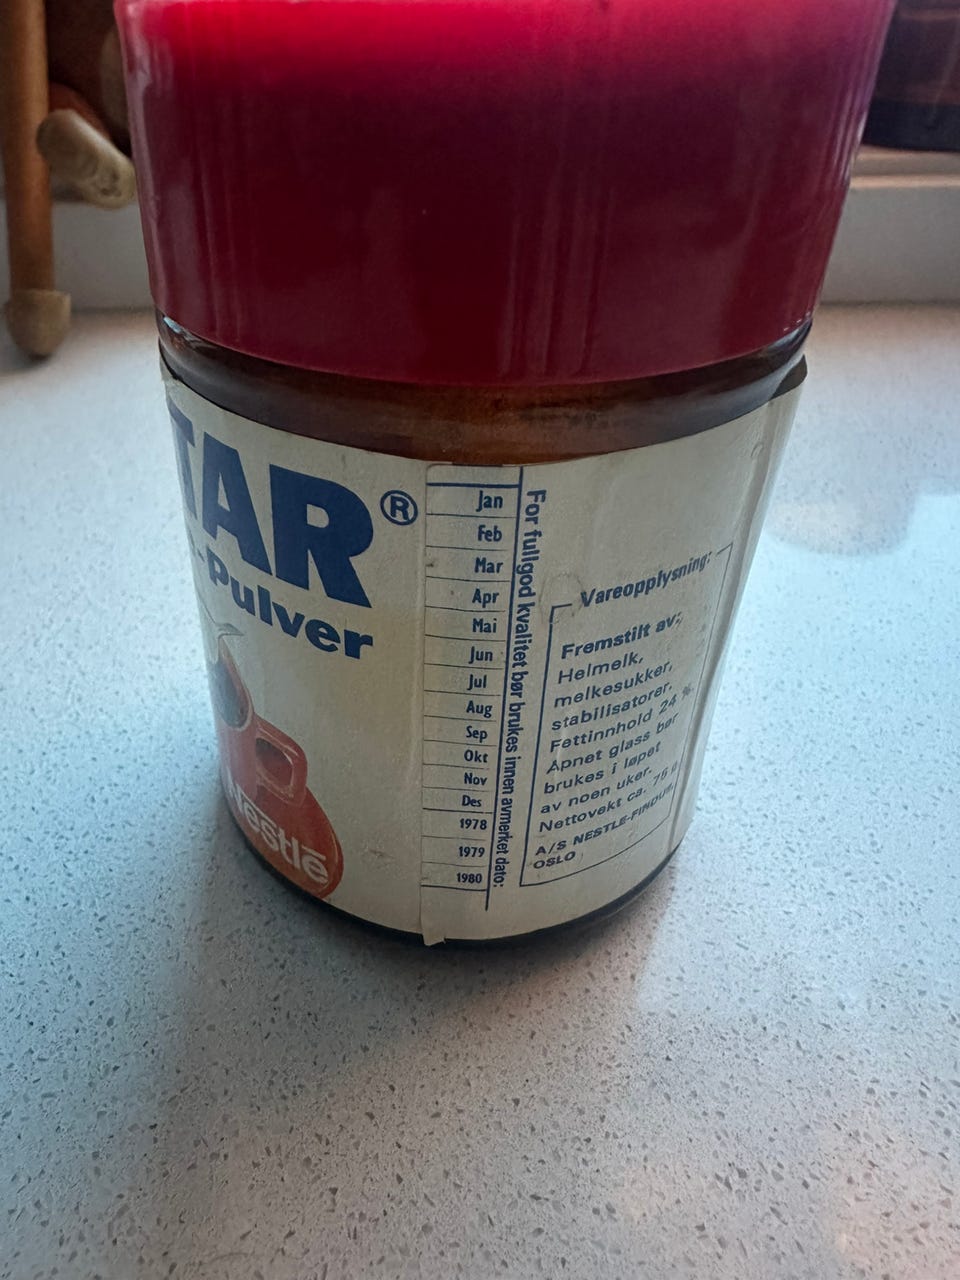 TAR®
-Pulver
Nestlé
Jan
Feb
Mar
Apr
Mai
Jun
Jul
Aug
Sep
Okt
Nov
Des
1978
1979
1980
For fullgod kvalitet bør brukes innen avmerket dato:
Vareopplysning:
Fremstilt av:
Helmelk,
melkesukker,
stabilisatorer.
Fettinnhold 24 %.
Åpnet glass bør
brukes i løpet
av noen uker.
Nettovekt ca. 75 g
A/S NESTLÉ-FINDUS,
OSLO